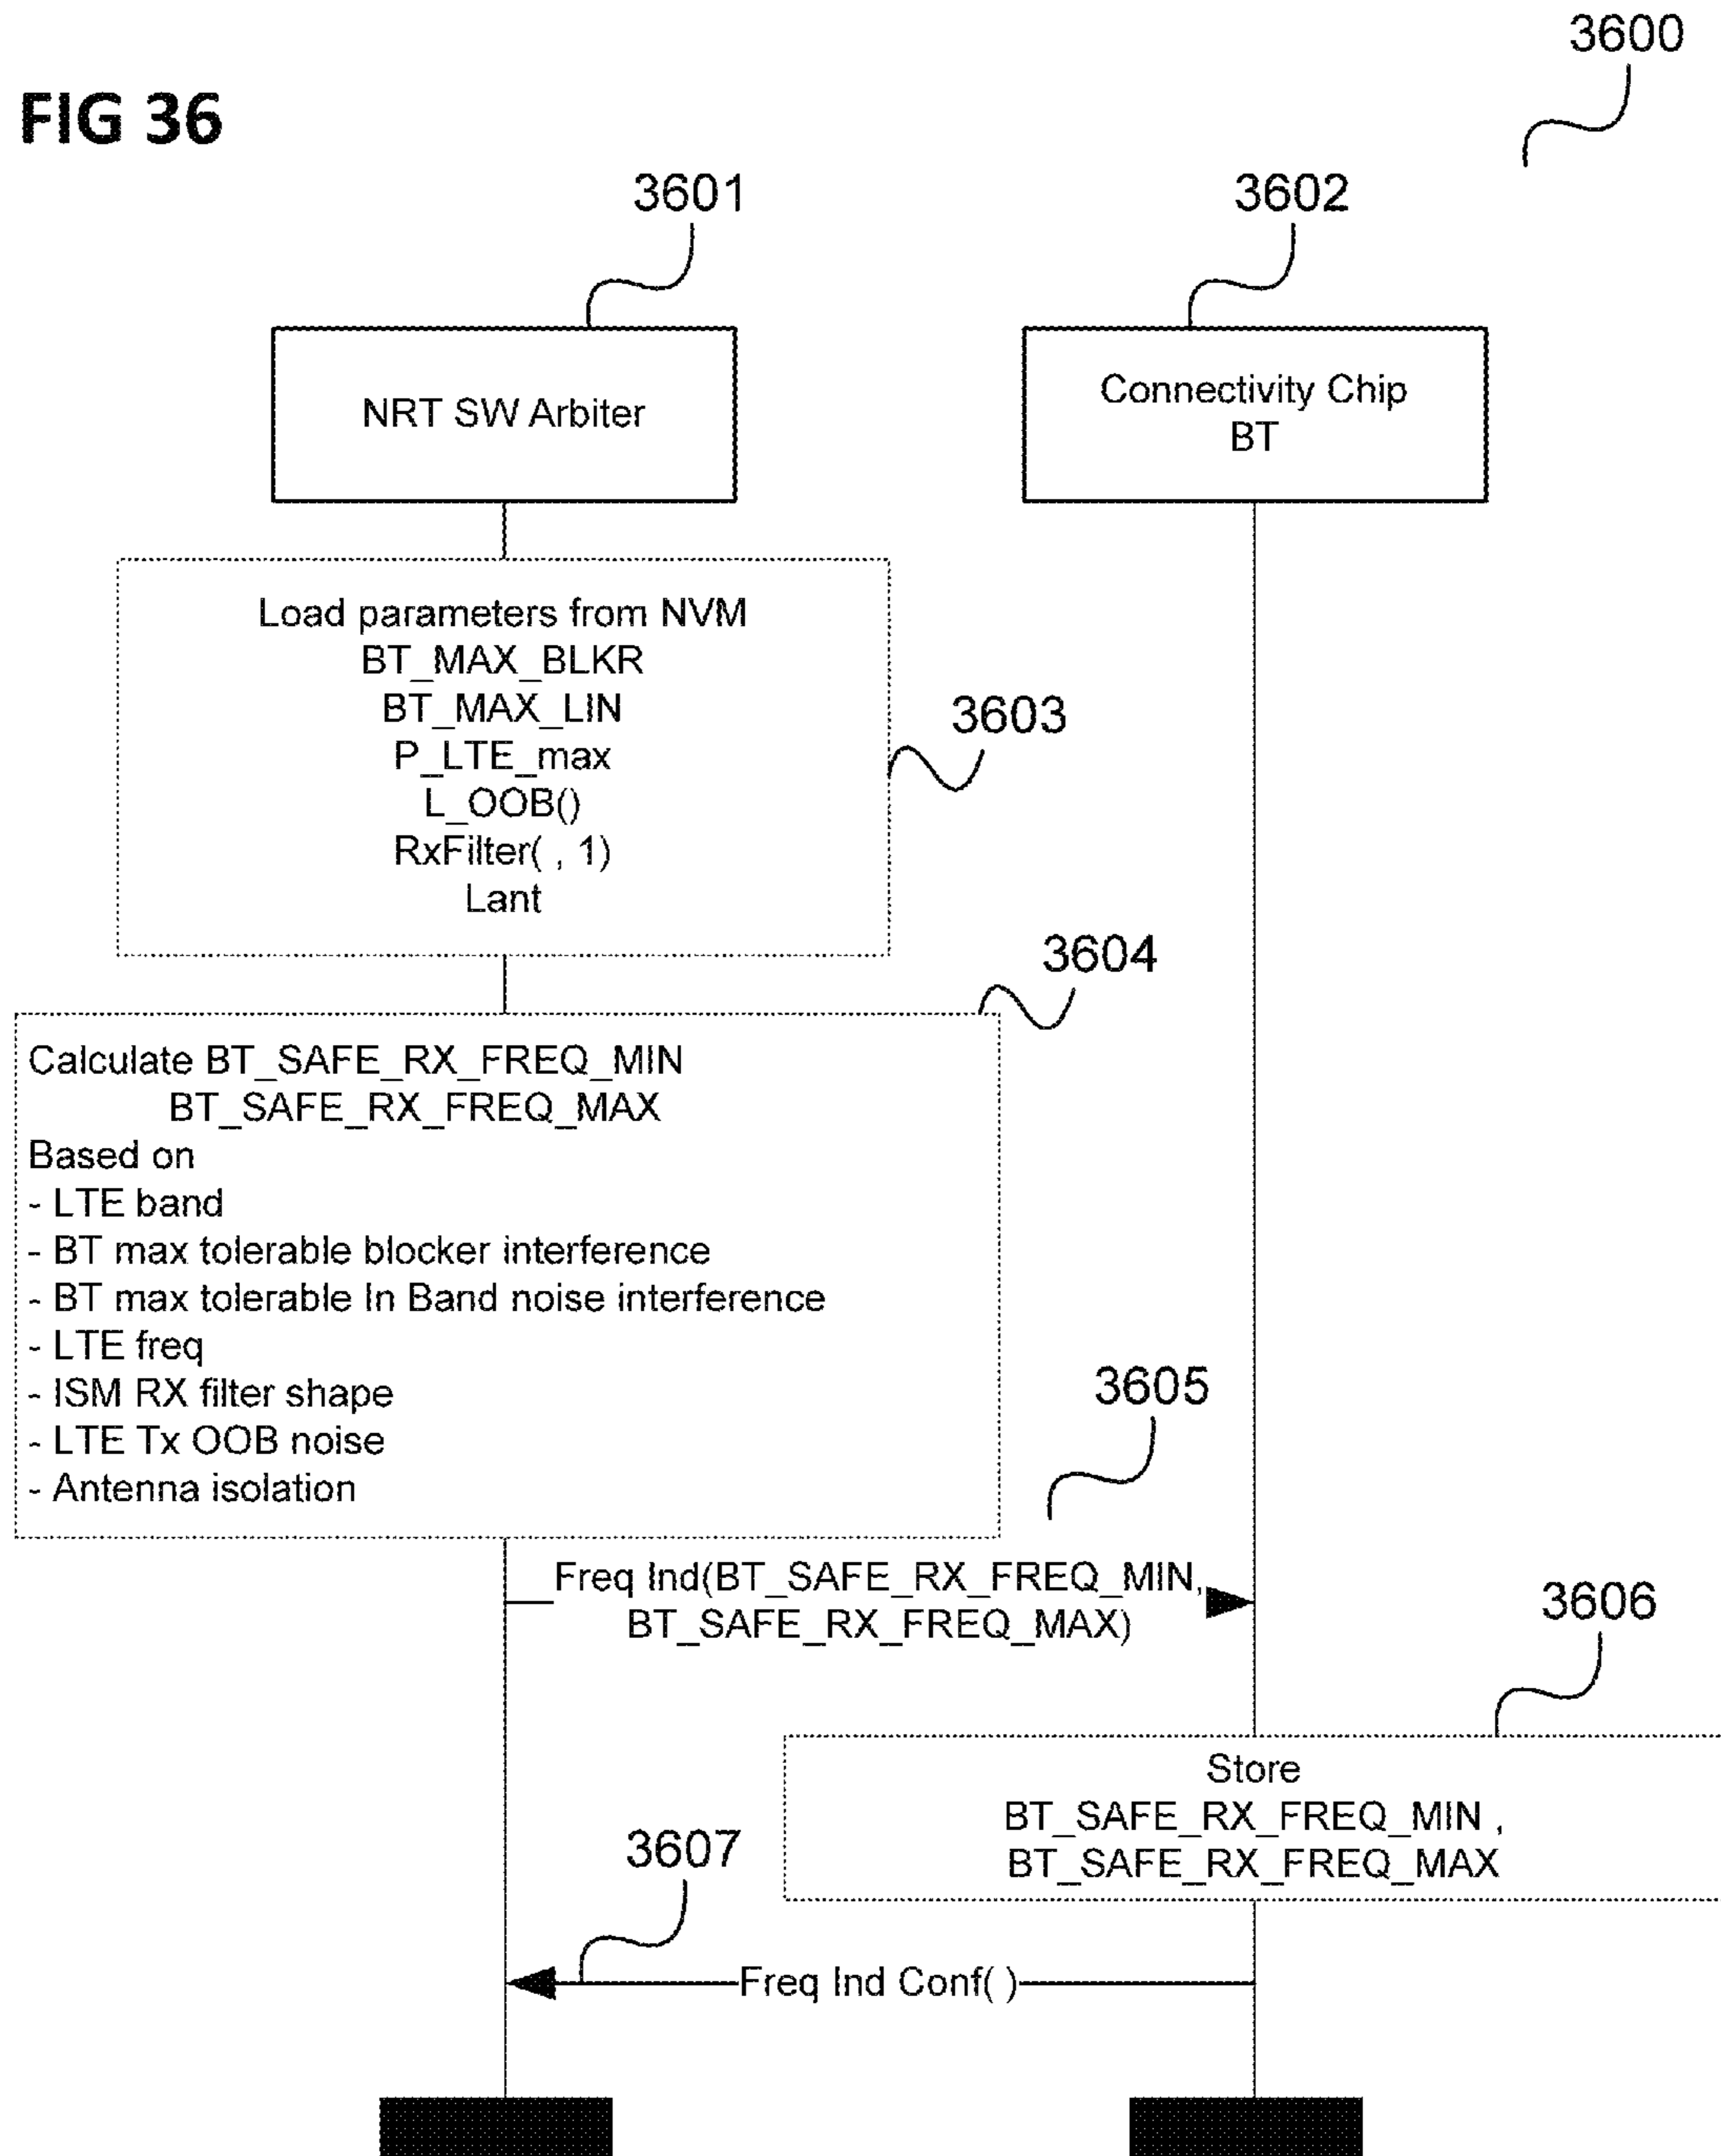 3600
FIG 36
3601
3602
NRT SW Arbiter
Connectivity Chip
BT
Load parameters from NVM
BT_MAX_BLKR
BT_MAX_LIN
P_LTE_max
L_OOB()
RxFilter( , 1)
Lant
3603
3604
Calculate BT_SAFE_RX_FREQ_MIN
BT_SAFE_RX_FREQ_MAX
Based on
- LTE band
- BT max tolerable blocker interference
- BT max tolerable In Band noise interference
- LTE freq
- ISM RX filter shape
- LTE Tx OOB noise
- Antenna isolation
3605
Freq Ind(BT_SAFE_RX_FREQ_MIN,
BT_SAFE_RX_FREQ_MAX)
3606
Store
BT_SAFE_RX_FREQ_MIN ,
BT_SAFE_RX_FREQ_MAX
3607
Freq Ind Conf( )